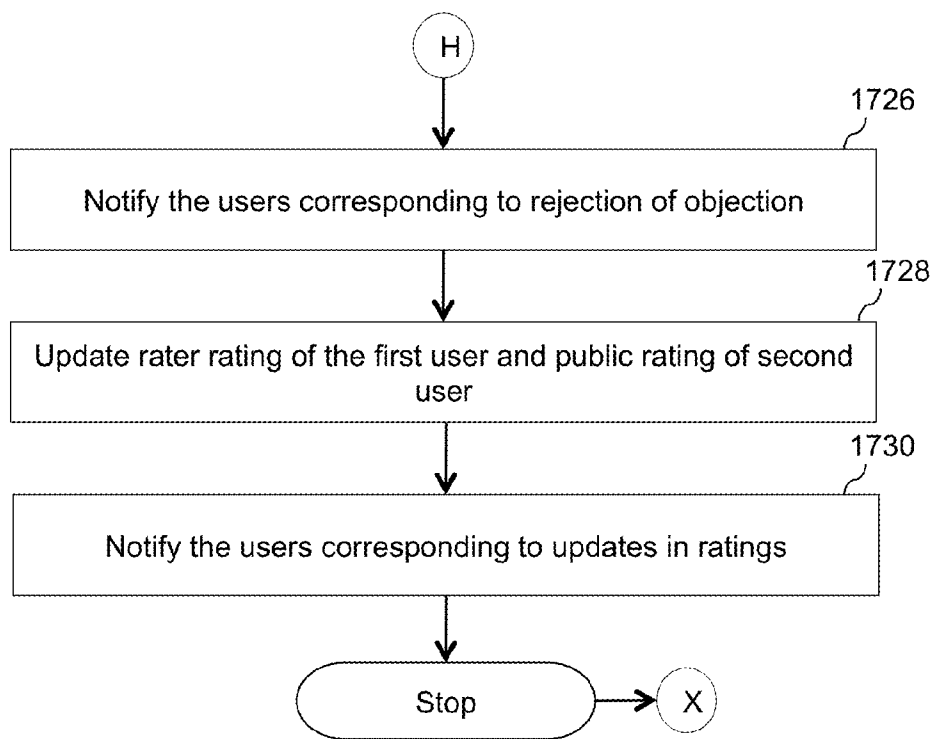 H
1726
Notify the users corresponding to rejection of objection
1728
Update rater rating of the first user and public rating of second
user
1730
Notify the users corresponding to updates in ratings
Stop
X